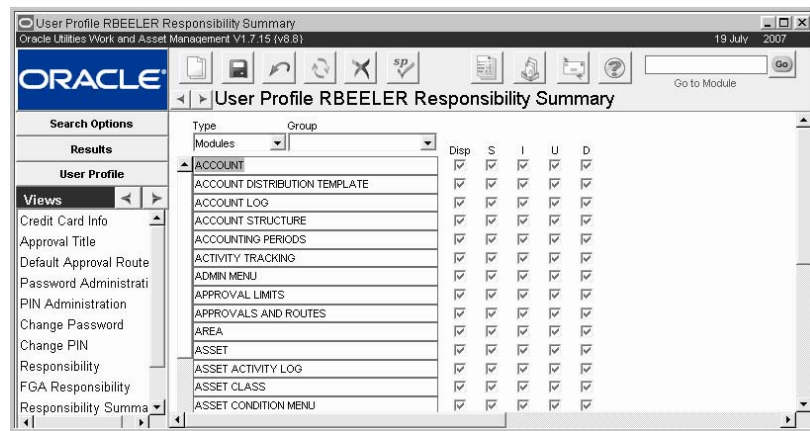 User Profile RBEELER Responsibility Summary
Oracle Utilities Work and Asset Management V1.7.15 (v8.8)
19 July 2007
ORACLE
sp
?
Go
Go to Module
User Profile RBEELER Responsibility Summary
Search Options
Results
User Profile
Views
Credit Card Info
Approval Title
Default Approval Route
Password Administrati
PIN Administration
Change Password
Change PIN
Responsibility
FGA Responsibility
Responsibility Summa
Type Group
Modules
Disp S I U D
ACCOUNT
ACCOUNT DISTRIBUTION TEMPLATE
ACCOUNT LOG
ACCOUNT STRUCTURE
ACCOUNTING PERIODS
ACTIVITY TRACKING
ADMIN MENU
APPROVAL LIMITS
APPROVALS AND ROUTES
AREA
ASSET
ASSET ACTIVITY LOG
ASSET CLASS
ASSET CONDITION MENU